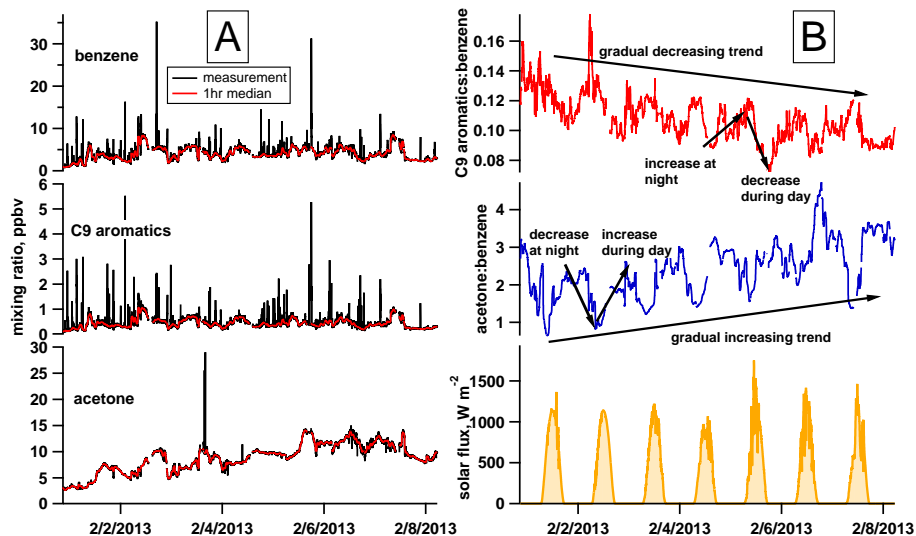 A
benzene
measurement
1hr median
35
30
25
20
15
10
5
0
C9 aromatics
6
5
4
3
2
1
0
mixing ratio, ppbv
acetone
30
25
20
15
10
5
0
2/2/2013 2/4/2013 2/6/2013 2/8/2013
B
gradual decreasing trend
0.16
0.14
0.12
0.10
0.08
C9 aromatics:benzene
increase at
night
decrease
during day
4
3
2
1
acetone:benzene
decrease
at night
increase
during day
gradual increasing trend
1500
1000
500
0
solar flux, W m-2
2/2/2013 2/4/2013 2/6/2013 2/8/2013